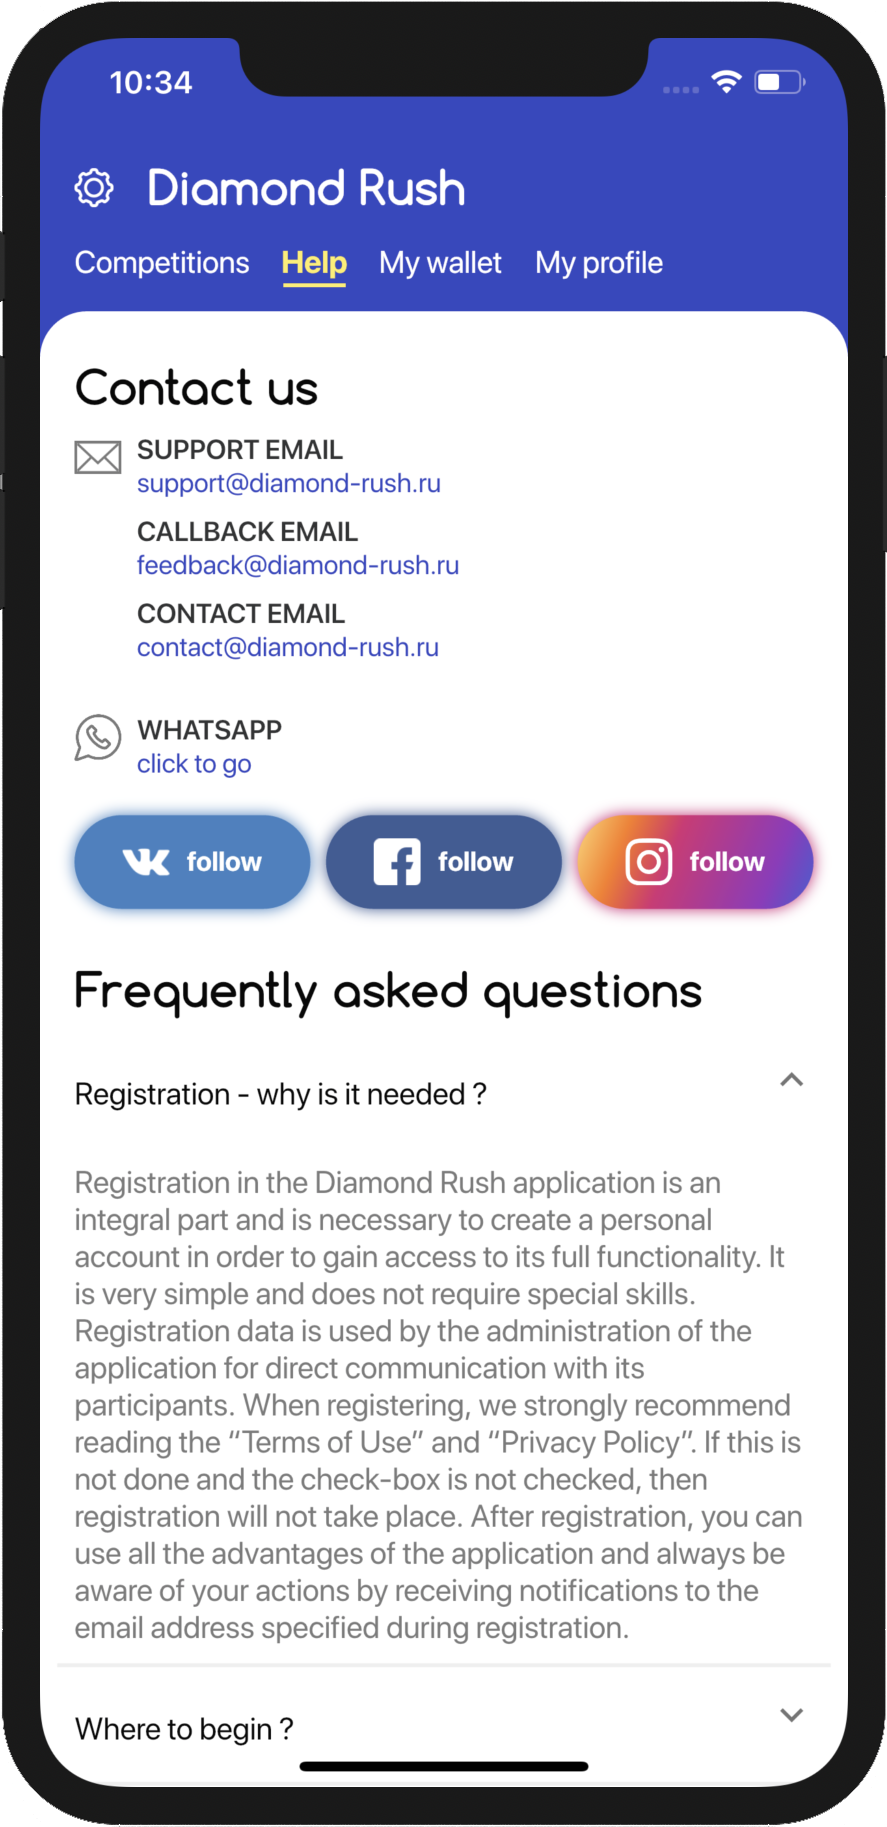 10:34
Diamond Rush
Competitions Help My wallet My profile
Contact us
SUPPORT EMAIL
support@diamond-rush.ru
CALLBACK EMAIL
feedback@diamond-rush.ru
CONTACT EMAIL
contact@diamond-rush.ru
WHATSAPP
click to go
follow follow follow
Frequently asked questions
Registration - why is it needed ?
Registration in the Diamond Rush application is an
integral part and is necessary to create a personal
account in order to gain access to its full functionality. It
is very simple and does not require special skills.
Registration data is used by the administration of the
application for direct communication with its
participants. When registering, we strongly recommend
reading the “Terms of Use” and “Privacy Policy”. If this is
not done and the check-box is not checked, then
registration will not take place. After registration, you can
use all the advantages of the application and always be
aware of your actions by receiving notifications to the
email address specified during registration.
Where to begin ?